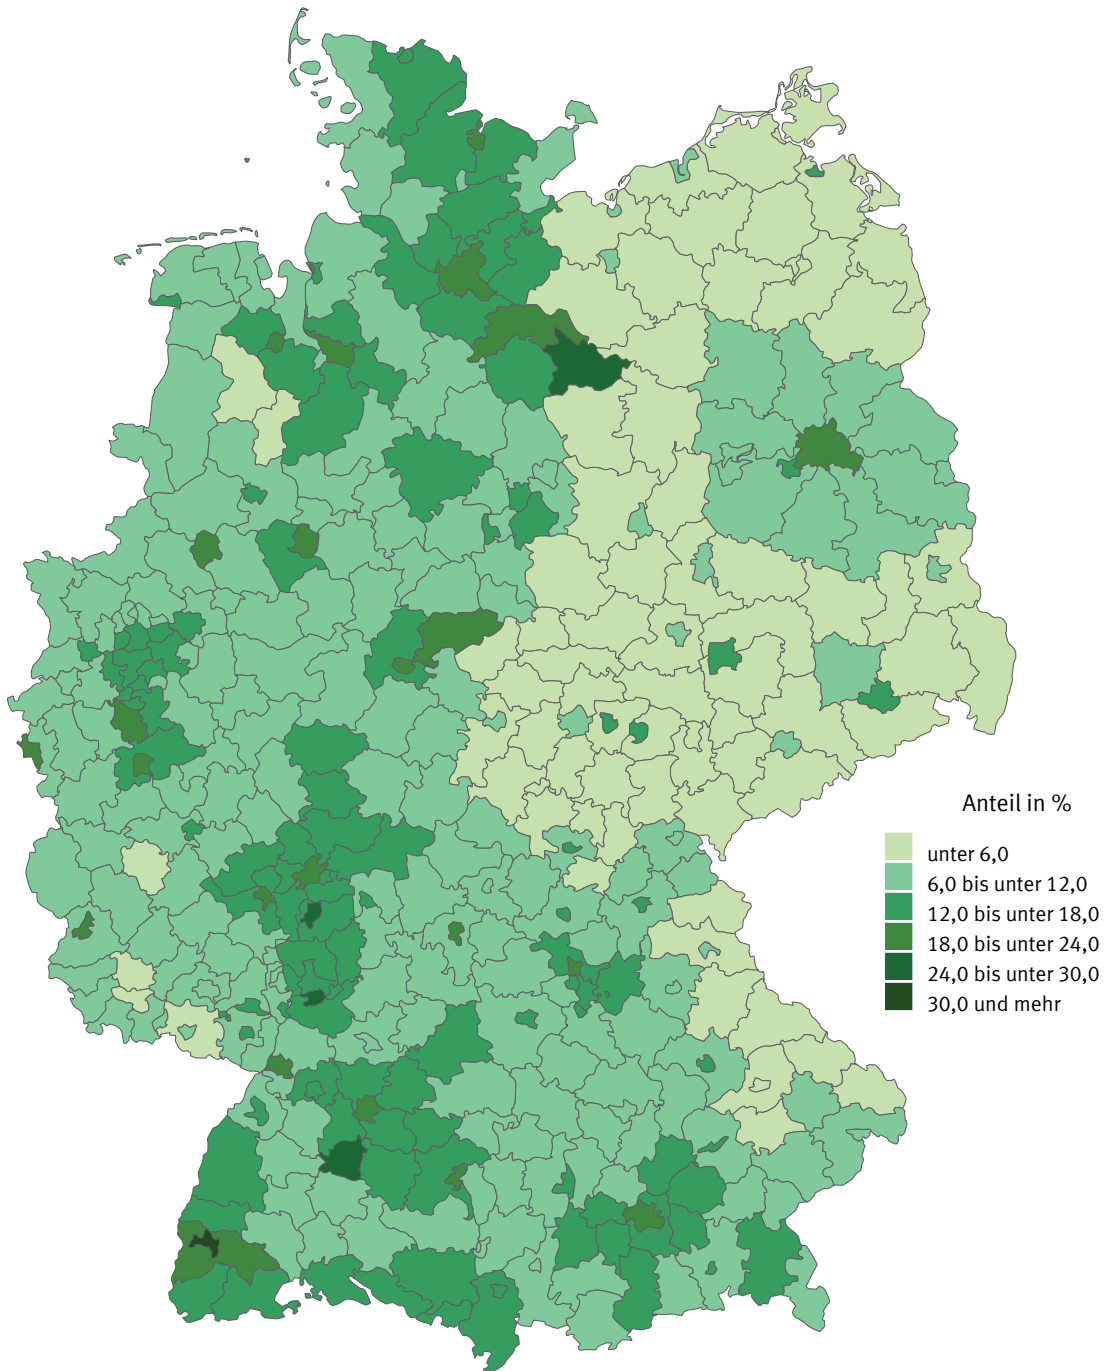 Anteil in %
unter 6,0
6,0 bis unter 12,0
12,0 bis unter 18,0
18,0 bis unter 24,0
24,0 bis unter 30,0
30,0 und mehr